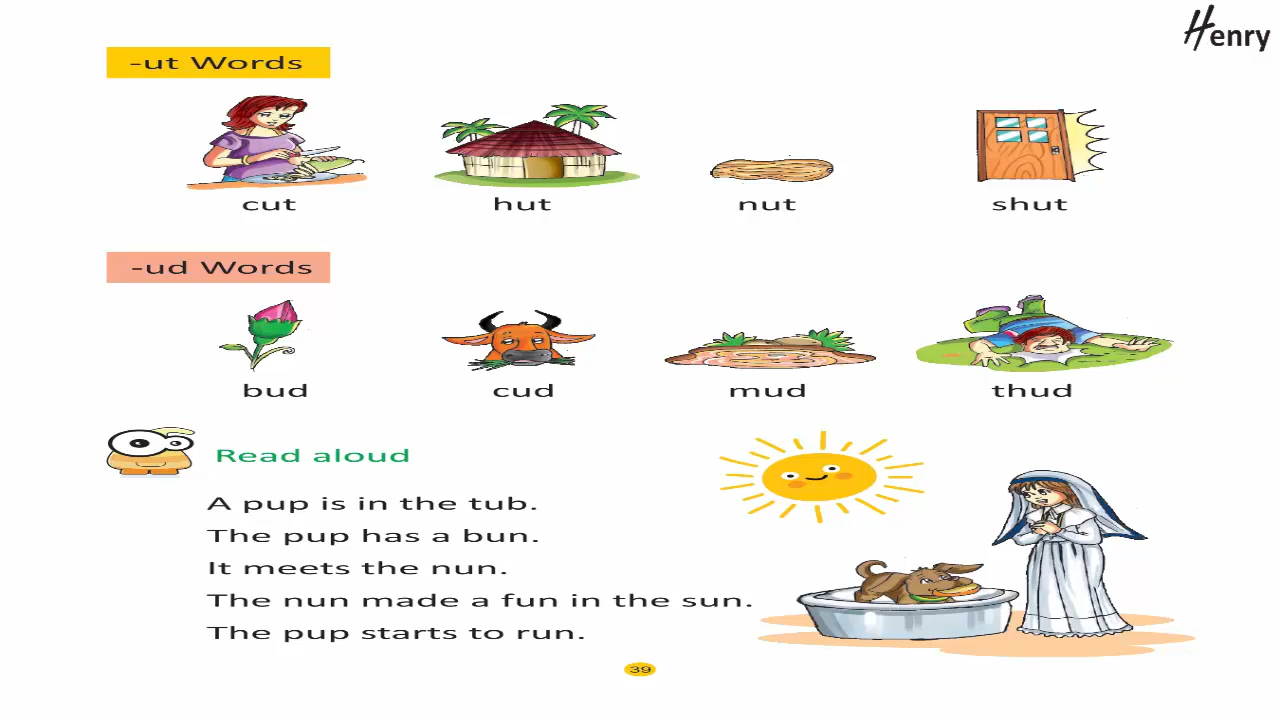 Henry
-ut Words
cut hut nut shut
-ud Words
bud cud mud thud
Read aloud
A pup is in the tub.
The pup has a bun.
It meets the nun.
The nun made a fun in the sun.
The pup starts to run.
39